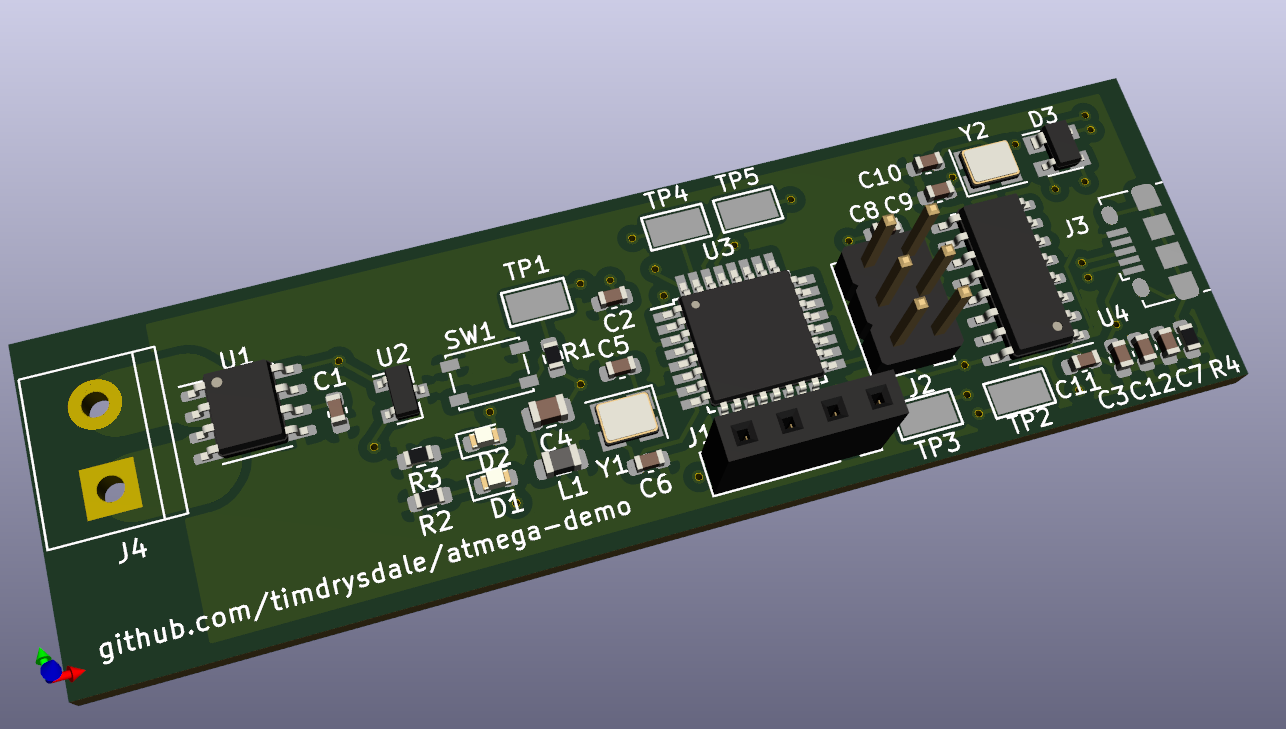 D3
Y2
C10
TP5
TP4
C8 C9
J3
U3
TP1
C2
U4
SW1
R1 C5
U2
U1
C1
J2
C11 C3 C12 C7 R4
TP2
TP3
J1
C4
Y1
C6
D2
L1
R3
D1
R2
J4
github.com/timdrysdale/atmega-demo